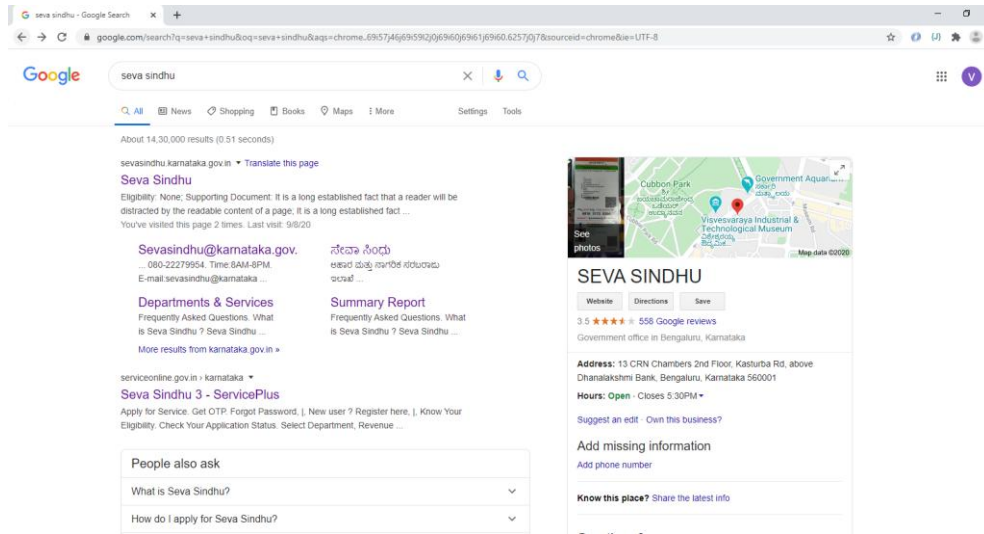 seva sindhu - Google Search
google.com/search?q=seva+sindhu&oq=seva+sindhu&aqs=chrome..69i57j46j69i59l2j0j69i60j69i61j69i60.6257j0j7&sourceid=chrome&ie=UTF-8
Google
seva sindhu
V
All News Shopping Books Maps More Settings Tools
About 14,30,000 results (0.51 seconds)
sevasindhu.karnataka.gov.in Translate this page
Seva Sindhu
Eligibility: None; Supporting Document: It is a long established fact that a reader will be
distracted by the readable content of a page; It is a long established fact ...
You've visited this page 2 times. Last visit: 9/8/20
Sevasindhu@karnataka.gov.
... 080-22279954. Time:8AM-8PM.
E-mail:sevasindhu@karnataka ...
ಸೇವಾ ಸಿಂಧು
ಆಹಾರ ಮತ್ತು ನಾಗರಿಕ ಸರಬರಾಜು
ಇಲಾಖೆ ...
Departments & Services
Frequently Asked Questions. What
is Seva Sindhu ? Seva Sindhu ...
Summary Report
Frequently Asked Questions. What
is Seva Sindhu ? Seva Sindhu ...
More results from karnataka.gov.in »
serviceonline.gov.in › karnataka
Seva Sindhu 3 - ServicePlus
Apply for Service. Get OTP. Forgot Password, |, New user ? Register here, |, Know Your
Eligibility. Check Your Application Status. Select Department, Revenue ...
People also ask
What is Seva Sindhu?
How do I apply for Seva Sindhu?
See
photos
Cubbon Park
Government
Visvesvaraya Industrial &
Technological Museum
Map data ©2020
SEVA SINDHU
Website Directions Save
3.5 558 Google reviews
Government office in Bengaluru, Karnataka
Address: 13 CRN Chambers 2nd Floor, Kasturba Rd, above
Dhanalakshmi Bank, Bengaluru, Karnataka 560001
Hours: Open · Closes 5:30PM
Suggest an edit · Own this business?
Add missing information
Add phone number
Know this place? Share the latest info